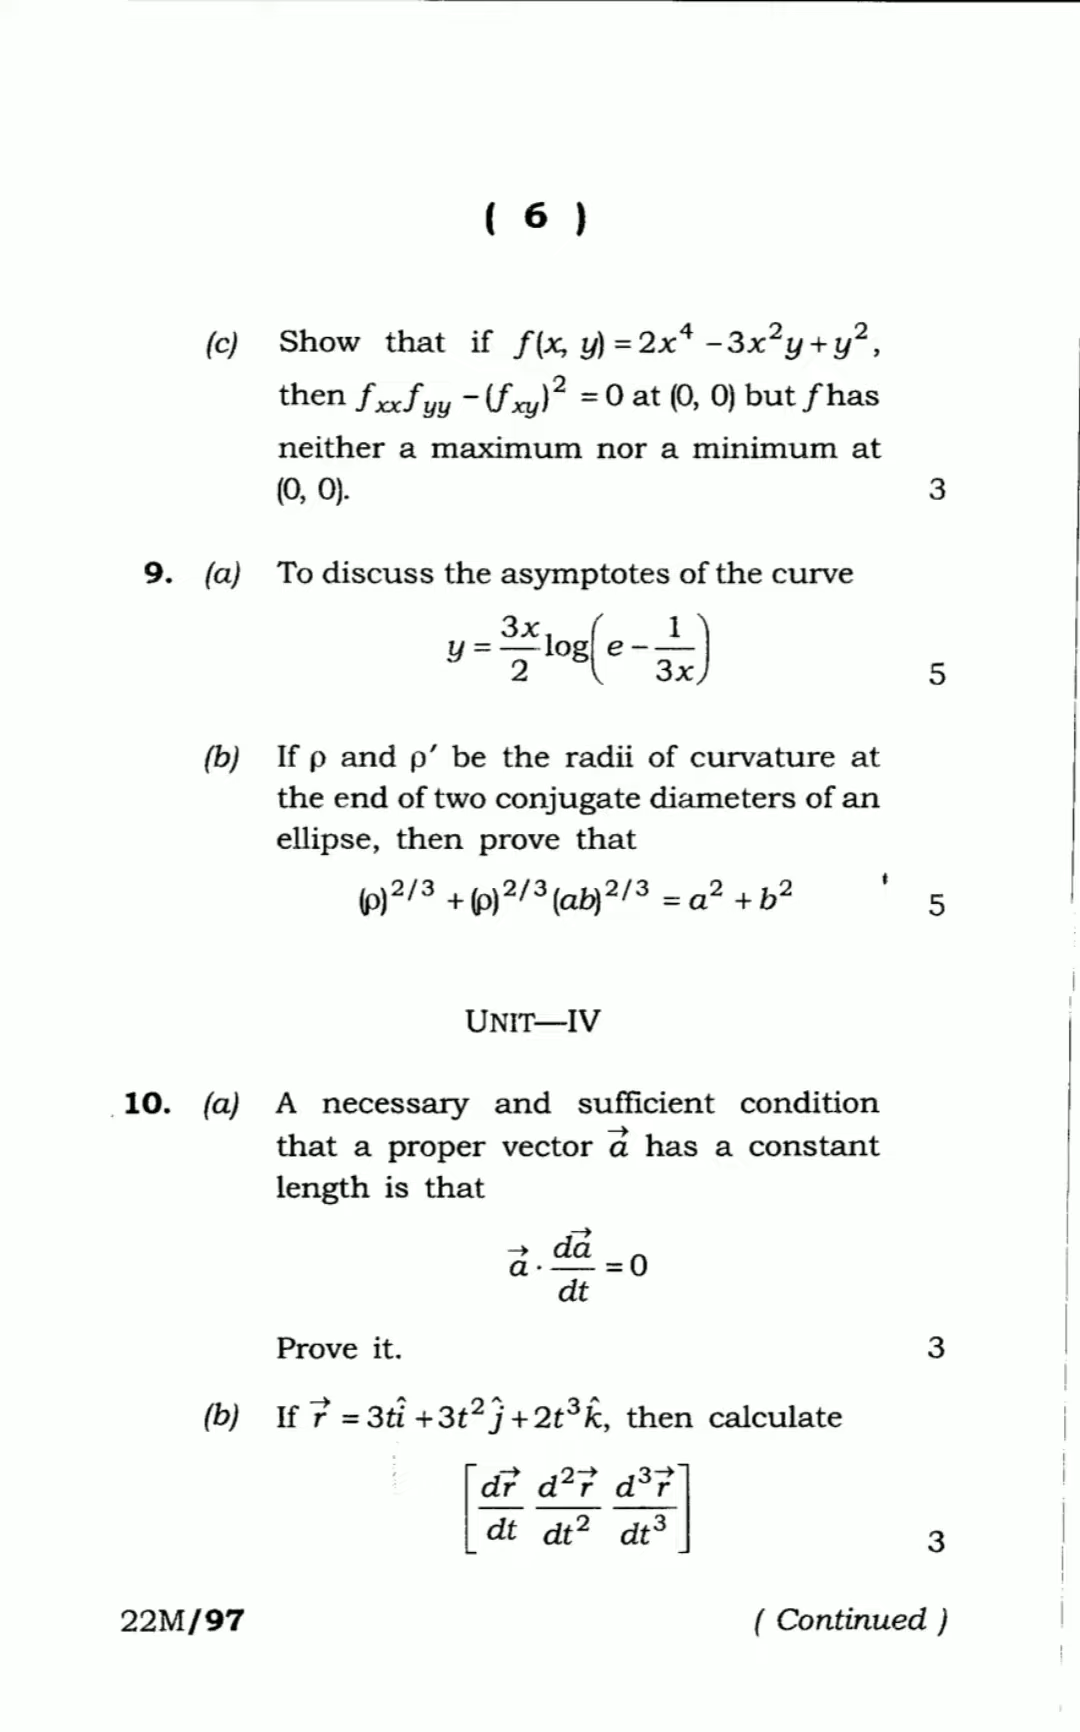 ( 6 )
(c) Show that if f(x, y) = 2x⁴ − 3x²y + y²,
then f_xx f_yy − (f_xy)² = 0 at (0, 0) but f has
neither a maximum nor a minimum at
(0, 0). 3
9. (a) To discuss the asymptotes of the curve
y = 3x/2 log(e − 1/3x) 5
(b) If ρ and ρ′ be the radii of curvature at
the end of two conjugate diameters of an
ellipse, then prove that
(ρ)^2/3 + (ρ)^2/3 (ab)^2/3 = a² + b² 5
UNIT—IV
10. (a) A necessary and sufficient condition
that a proper vector a⃗ has a constant
length is that
a⃗ · da⃗/dt = 0
Prove it. 3
(b) If r⃗ = 3tî + 3t²ĵ + 2t³k̂, then calculate
[dr⃗/dt d²r⃗/dt² d³r⃗/dt³] 3
22M/97 ( Continued )